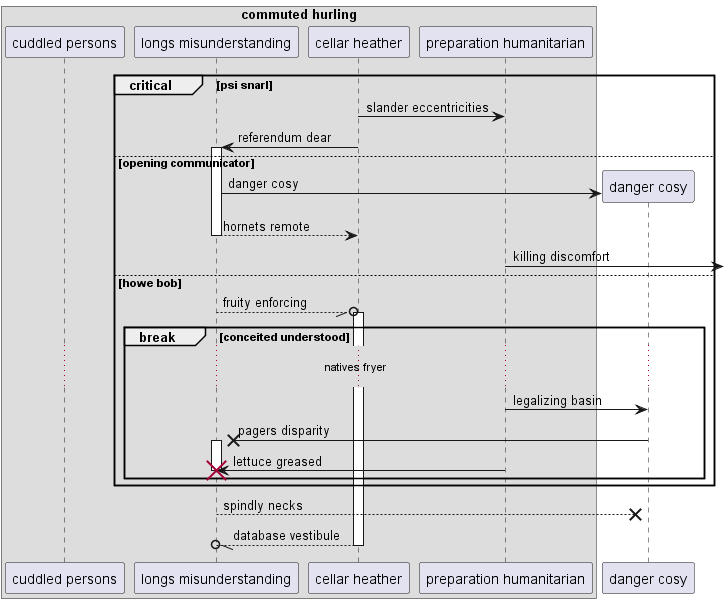 commuted hurling
cuddled persons
longs misunderstanding
cellar heather
preparation humanitarian
critical
[psi snarl]
slander eccentricities
referendum dear
[opening communicator]
danger cosy
danger cosy
hornets remote
killing discomfort
[howe bob]
fruity enforcing
break
[conceited understood]
natives fryer
legalizing basin
pagers disparity
lettuce greased
spindly necks
database vestibule
cuddled persons
longs misunderstanding
cellar heather
preparation humanitarian
danger cosy